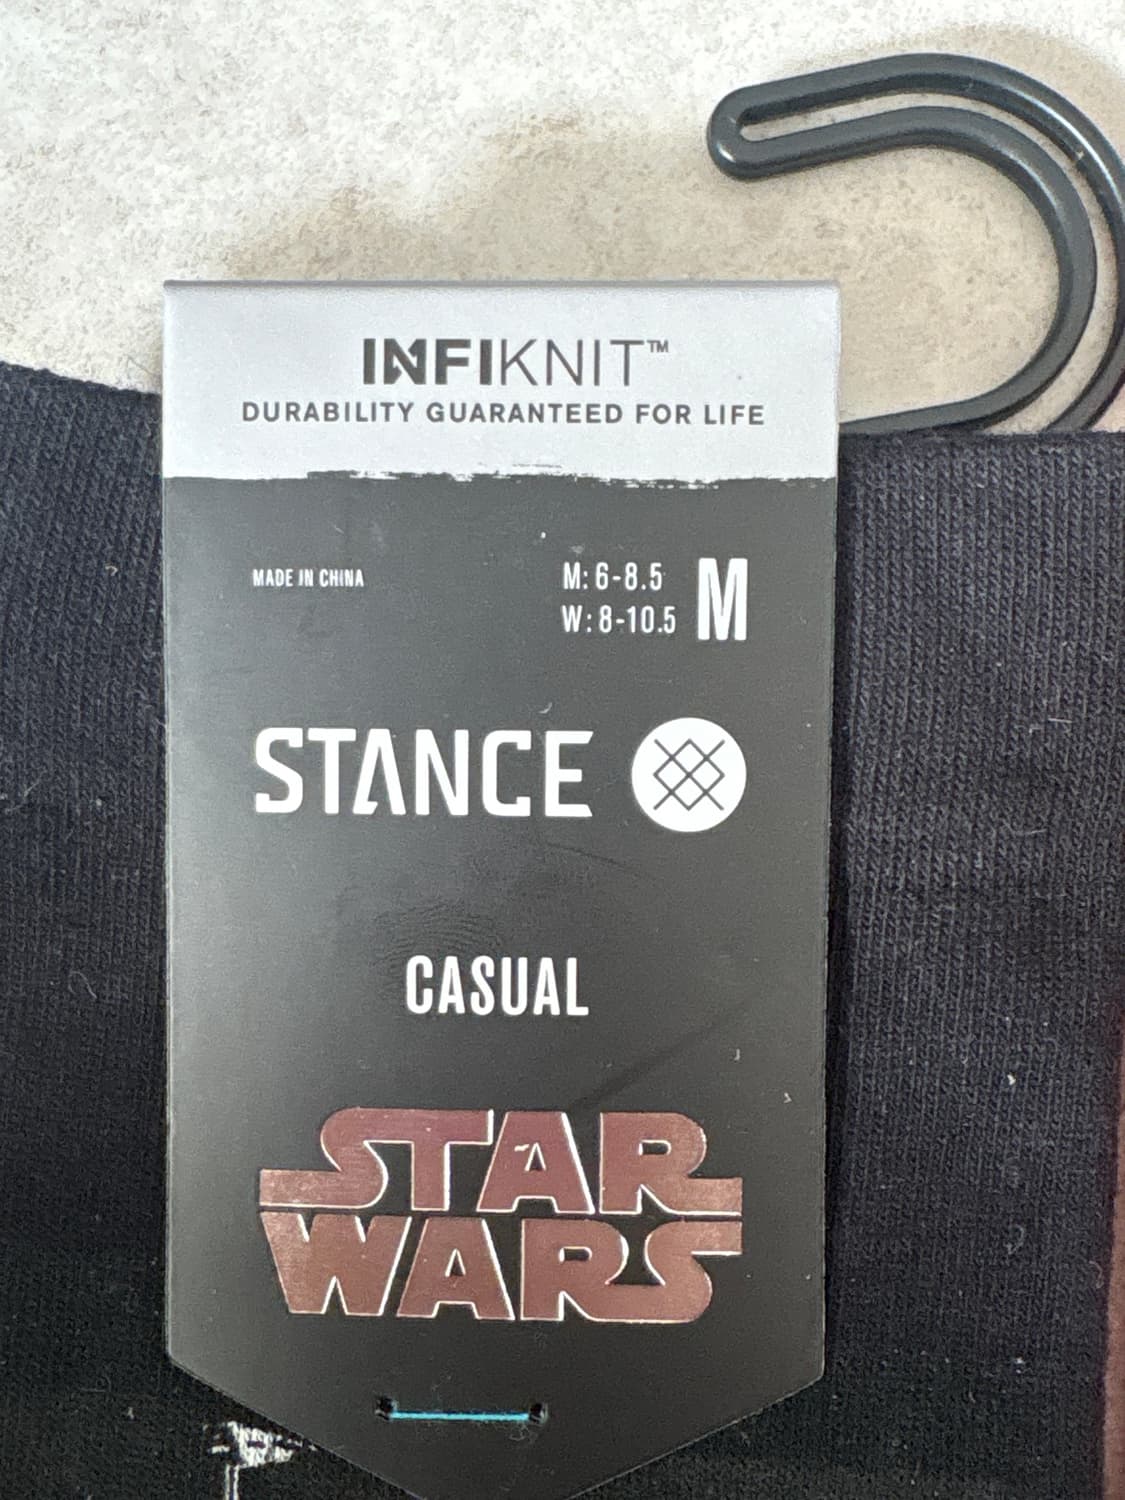 INFIKNIT™
DURABILITY GUARANTEED FOR LIFE
MADE IN CHINA
M: 6-8.5
W: 8-10.5
M
STANCE
CASUAL
STAR
WARS